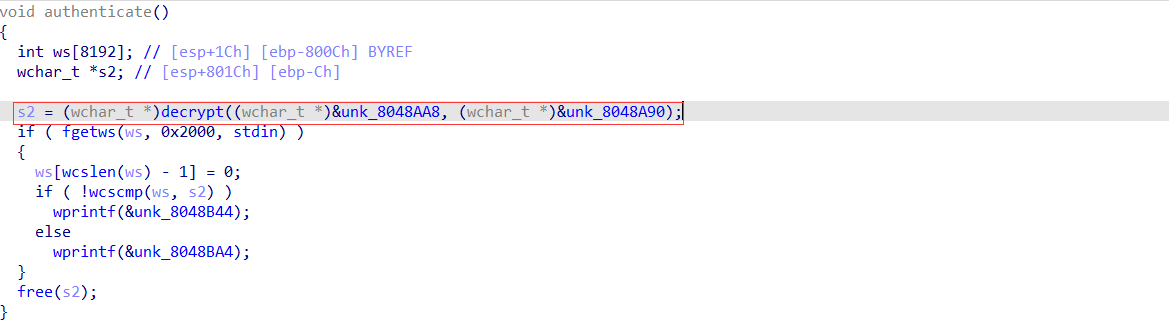 void authenticate()
{
  int ws[8192]; // [esp+1Ch] [ebp-800Ch] BYREF
  wchar_t *s2; // [esp+801Ch] [ebp-Ch]
  s2 = (wchar_t *)decrypt((wchar_t *)&unk_8048AA8, (wchar_t *)&unk_8048A90);
  if ( fgetws(ws, 0x2000, stdin) )
  {
    ws[wcslen(ws) - 1] = 0;
    if ( !wcscmp(ws, s2) )
      wprintf(&unk_8048B44);
    else
      wprintf(&unk_8048BA4);
  }
  free(s2);
}